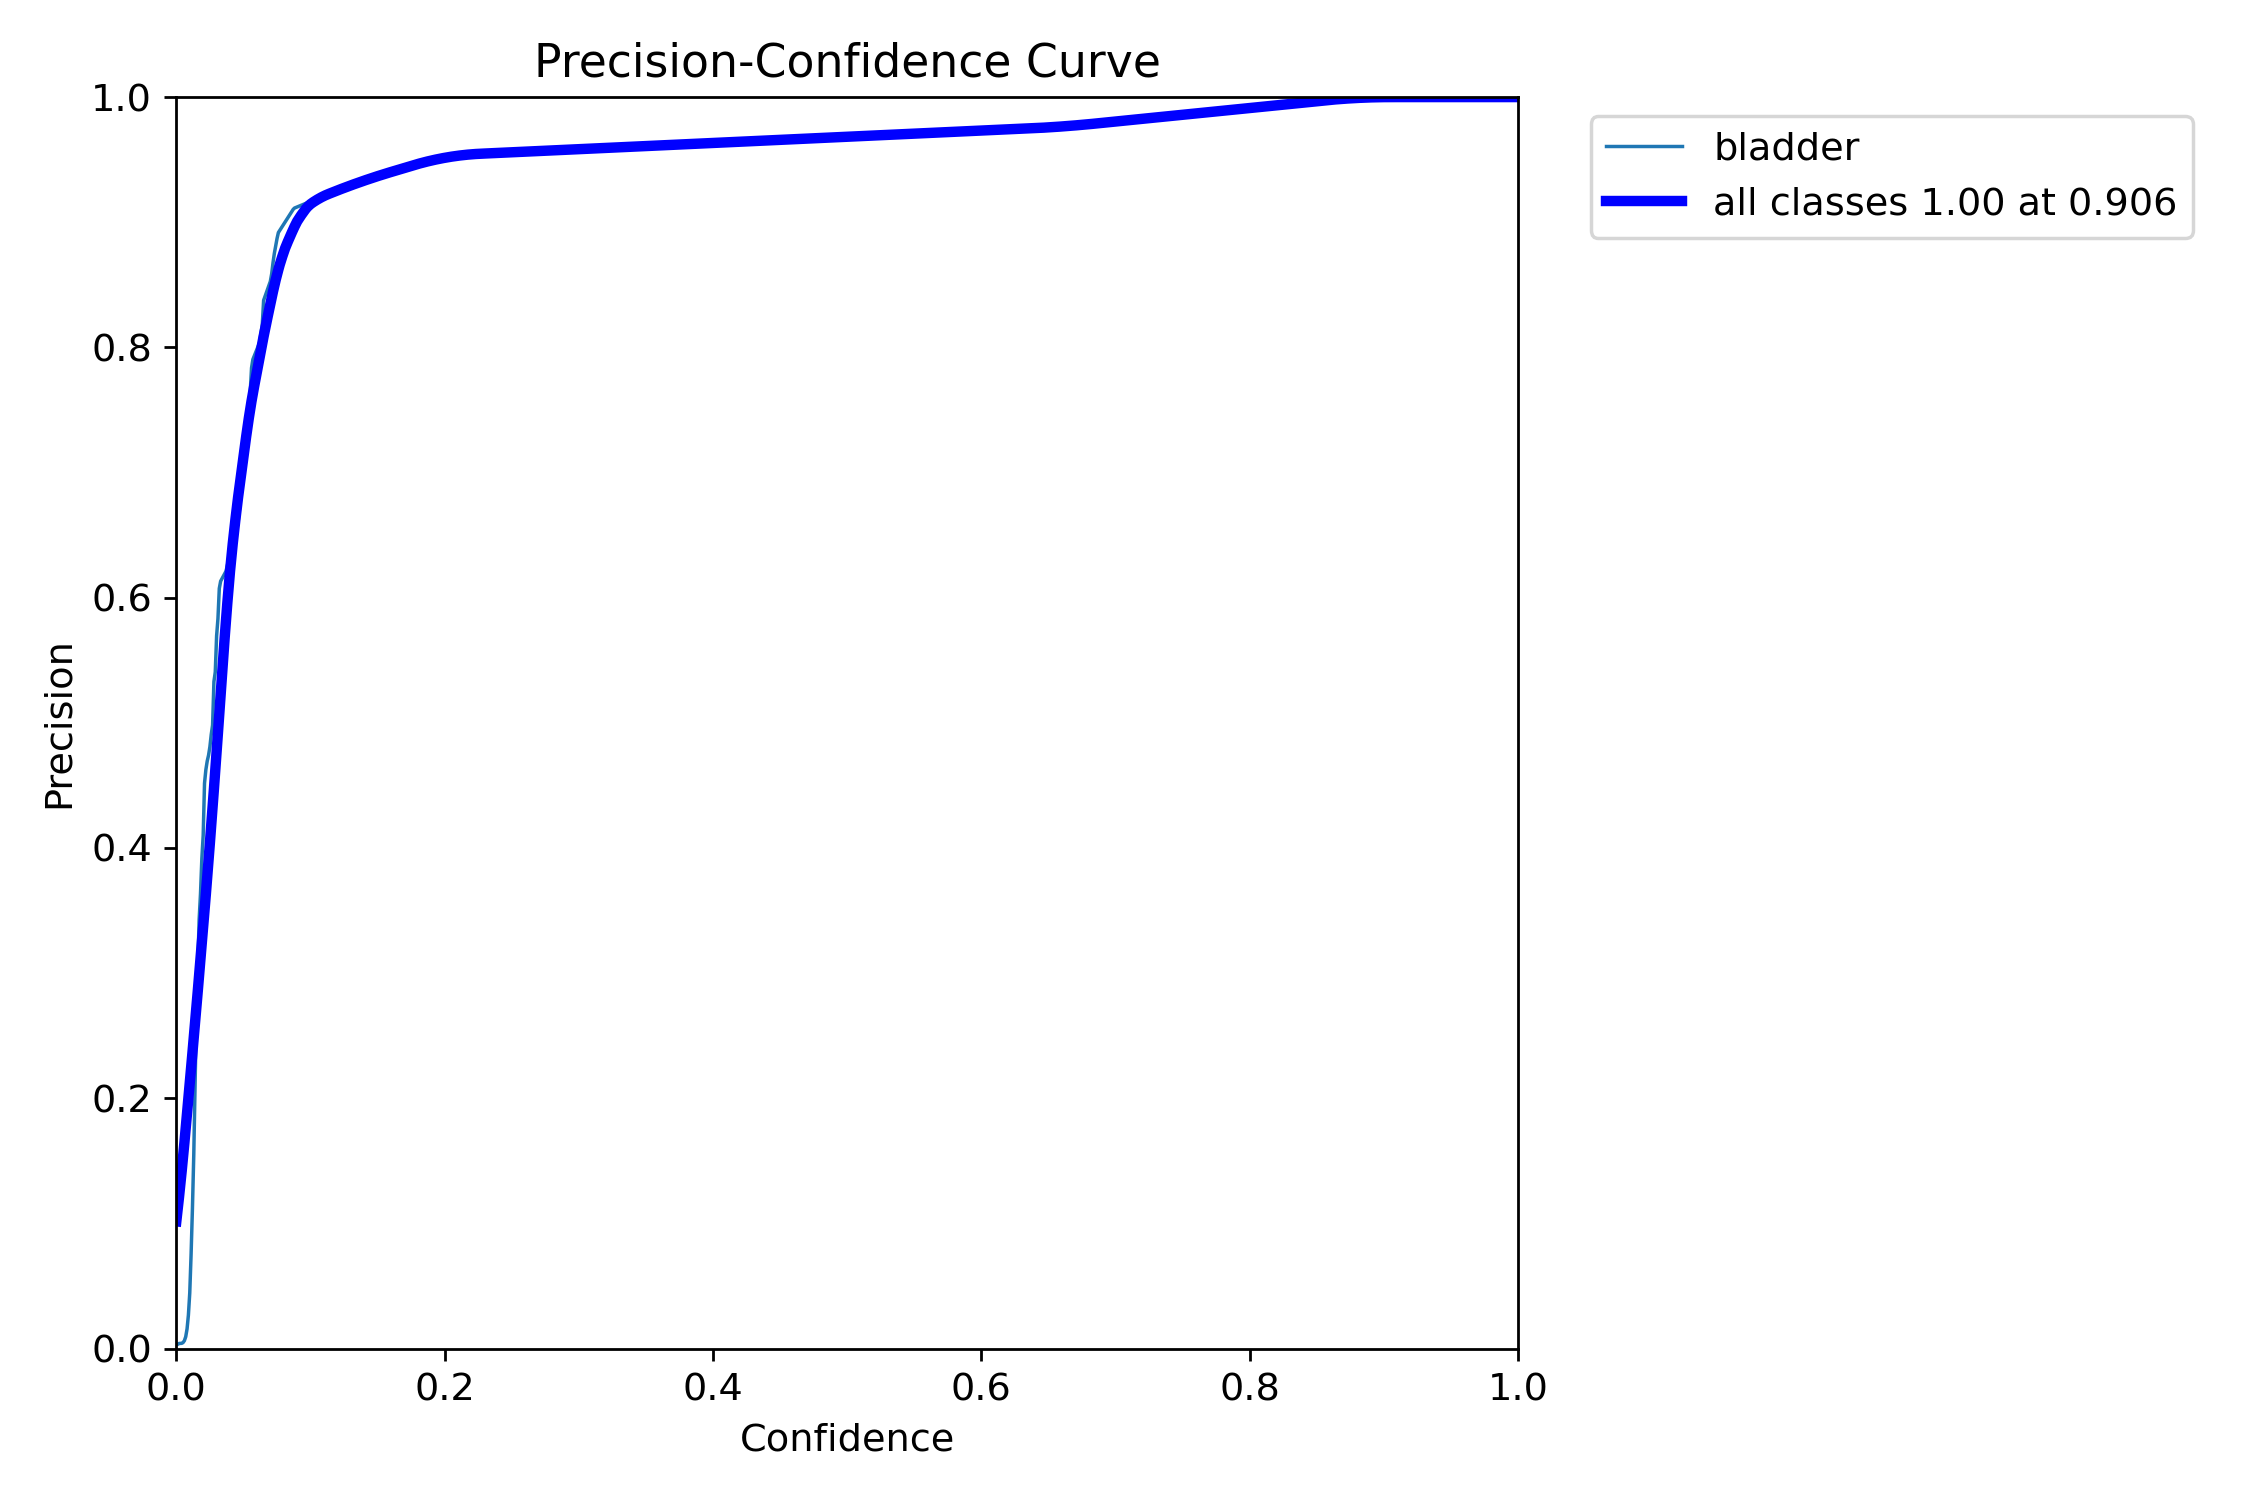 Precision-Confidence Curve
1.0
0.8
0.6
0.4
0.2
0.0
Precision
0.0 0.2 0.4 0.6 0.8 1.0
Confidence
bladder
all classes 1.00 at 0.906